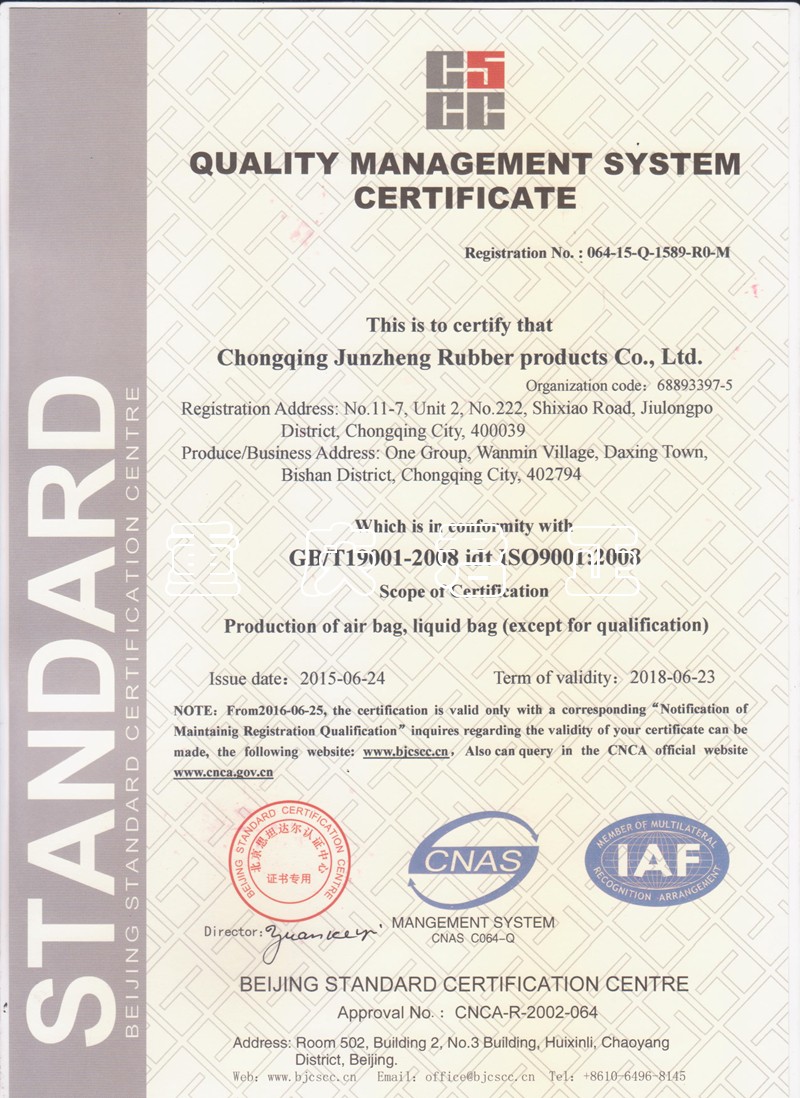 CSCC
QUALITY MANAGEMENT SYSTEM
CERTIFICATE
Registration No. : 064-15-Q-1589-R0-M
This is to certify that
Chongqing Junzheng Rubber products Co., Ltd.
Organization code: 68893397-5
Registration Address: No.11-7, Unit 2, No.222, Shixiao Road, Jiulongpo
District, Chongqing City, 400039
Produce/Business Address: One Group, Wanmin Village, Daxing Town,
Bishan District, Chongqing City, 402794
Which is in conformity with
GB/T19001-2008 idt ISO9001:2008
Scope of Certification
Production of air bag, liquid bag (except for qualification)
Issue date: 2015-06-24 Term of validity: 2018-06-23
NOTE: From2016-06-25, the certification is valid only with a corresponding “Notification of
Maintainig Registration Qualification” inquires regarding the validity of your certificate can be
made, the following website: www.bjcscc.cn, Also can query in the CNCA official website
www.cnca.gov.cn
STANDARD
BEIJING STANDARD CERTIFICATION CENTRE
BEIJING STANDARD CERTIFICATION CENTRE
证书专用
CNAS
MEMBER OF MULTILATERAL
IAF
RECOGNITION ARRANGEMENT
Director:
MANGEMENT SYSTEM
CNAS C064-Q
BEIJING STANDARD CERTIFICATION CENTRE
Approval No. : CNCA-R-2002-064
Address: Room 502, Building 2, No.3 Building, Huixinli, Chaoyang
District, Beijing.
Web: www.bjcscc.cn Email: office@bjcscc.cn Tel: +8610-6496-8145